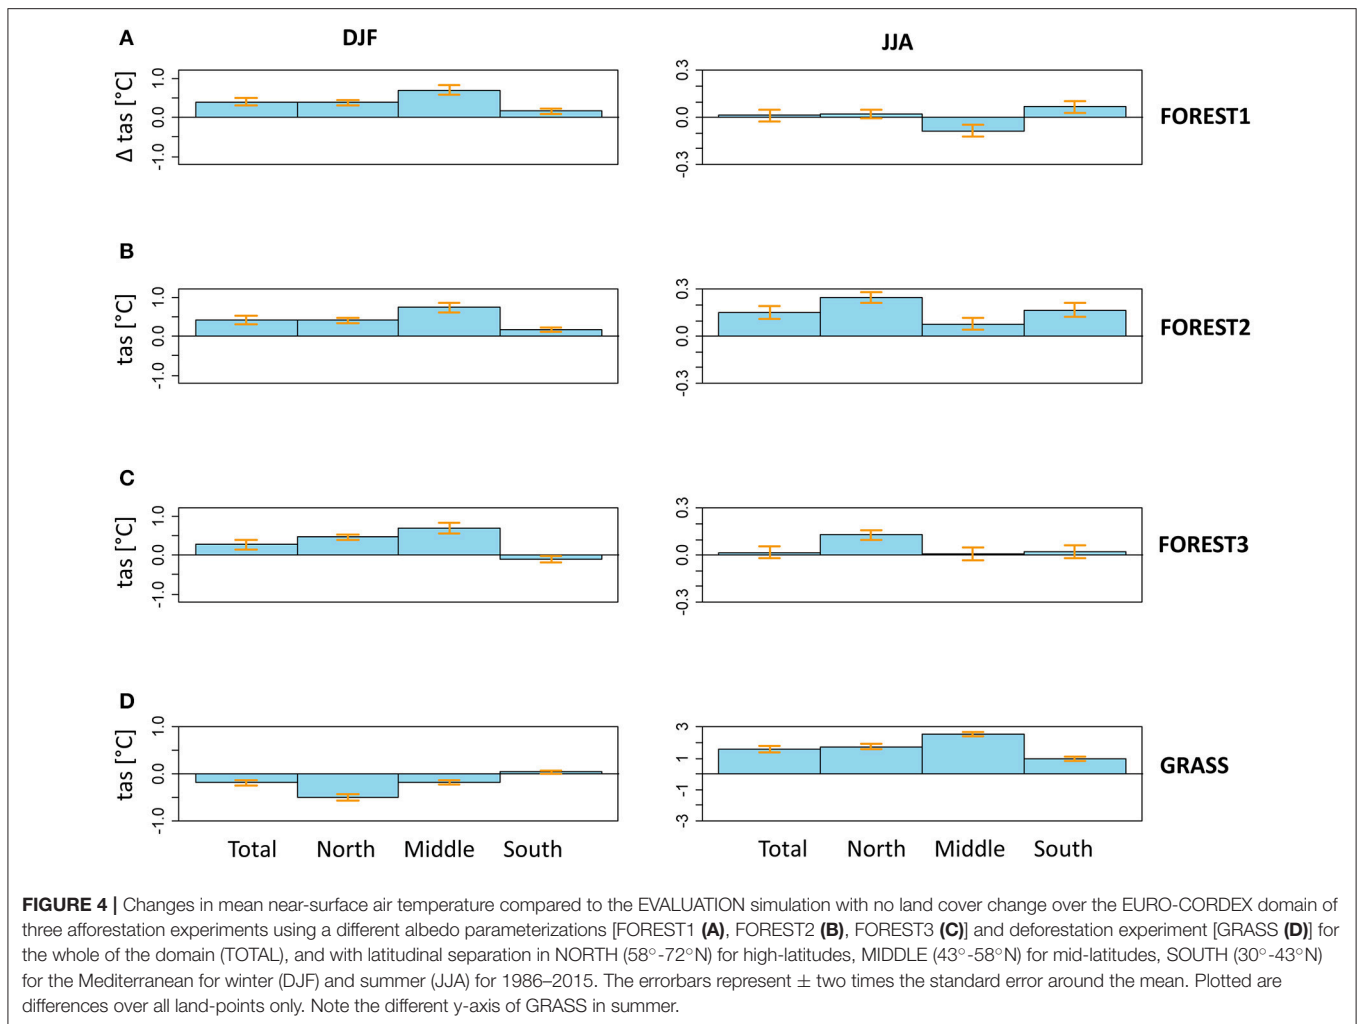 A
DJF
JJA
Δ tas [°C]
1.0
0.0
-1.0
0.3
0.0
-0.3
FOREST1
B
tas [°C]
1.0
0.0
-1.0
0.3
0.0
-0.3
FOREST2
C
tas [°C]
1.0
0.0
-1.0
0.3
0.0
-0.3
FOREST3
D
tas [°C]
1.0
0.0
-1.0
3
1
-1
-3
GRASS
Total North Middle South
Total North Middle South
FIGURE 4 | Changes in mean near-surface air temperature compared to the EVALUATION simulation with no land cover change over the EURO-CORDEX domain of
three afforestation experiments using a different albedo parameterizations [FOREST1 (A), FOREST2 (B), FOREST3 (C)] and deforestation experiment [GRASS (D)] for
the whole of the domain (TOTAL), and with latitudinal separation in NORTH (58°-72°N) for high-latitudes, MIDDLE (43°-58°N) for mid-latitudes, SOUTH (30°-43°N)
for the Mediterranean for winter (DJF) and summer (JJA) for 1986–2015. The errorbars represent ± two times the standard error around the mean. Plotted are
differences over all land-points only. Note the different y-axis of GRASS in summer.